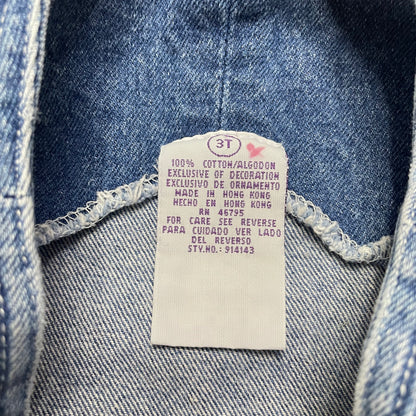 3T
100% COTTON/ALGODON
EXCLUSIVE OF DECORATION
EXCLUSIVO DE ORNAMENTO
MADE IN HONG KONG
HECHO EN HONG KONG
RN 46795
FOR CARE SEE REVERSE
PARA CUIDADO VER LADO
DEL REVERSO
STY.NO.: 914143